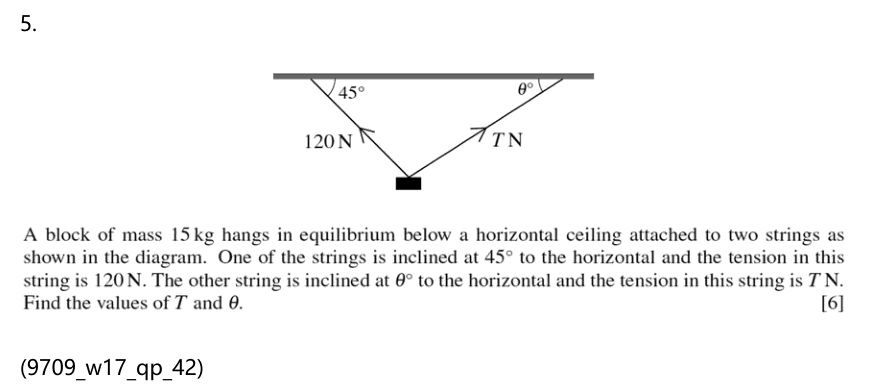 5.
45°
θ°
120 N
T N
A block of mass 15 kg hangs in equilibrium below a horizontal ceiling attached to two strings as
shown in the diagram. One of the strings is inclined at 45° to the horizontal and the tension in this
string is 120 N. The other string is inclined at θ° to the horizontal and the tension in this string is T N.
Find the values of T and θ. [6]
(9709_w17_qp_42)